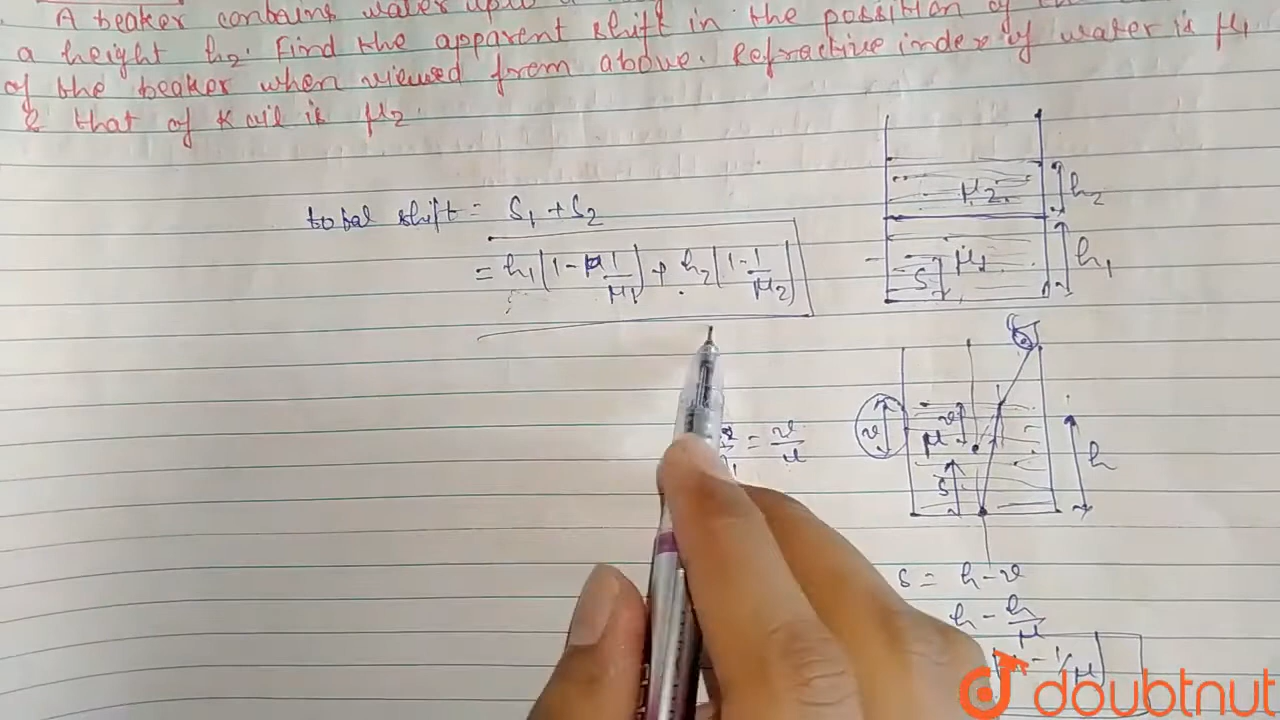 A beaker contains water upto a
a height h₂. Find the apparent shift in the possition of
of the beaker when viewed from above. Refractive index of water is μ₁
& that of K oil is μ₂.
total shift = S₁ + S₂
= h₁(1 - 1/μ₁) + h₂(1 - 1/μ₂)
μ₂ h₂
μ₁ h₁
S
= v/μ
v μ v h
S
s = h - v
h - h/μ
- 1/μ)
doubtnut